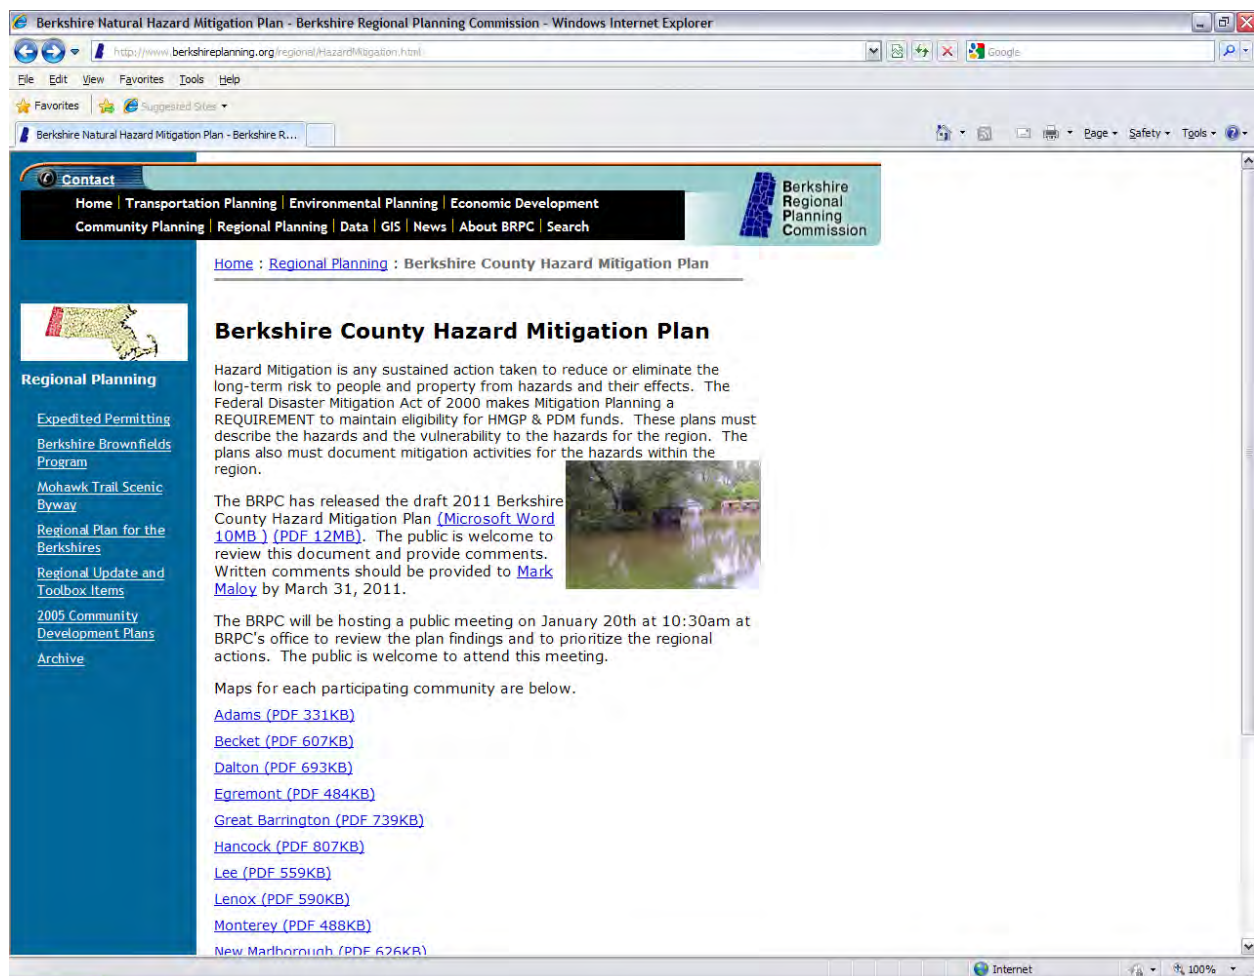 Berkshire Natural Hazard Mitigation Plan - Berkshire Regional Planning Commission - Windows Internet Explorer
http://www.berkshireplanning.org/regional/HazardMitigation.html
Google
File Edit View Favorites Tools Help
Favorites Suggested Sites
Berkshire Natural Hazard Mitigation Plan - Berkshire R...
Page Safety Tools
Contact
Home | Transportation Planning | Environmental Planning | Economic Development
Community Planning | Regional Planning | Data | GIS | News | About BRPC | Search
Berkshire
Regional
Planning
Commission
Home : Regional Planning : Berkshire County Hazard Mitigation Plan
Regional Planning
Expedited Permitting
Berkshire Brownfields
Program
Mohawk Trail Scenic
Byway
Regional Plan for the
Berkshires
Regional Update and
Toolbox Items
2005 Community
Development Plans
Archive
Berkshire County Hazard Mitigation Plan
Hazard Mitigation is any sustained action taken to reduce or eliminate the
long-term risk to people and property from hazards and their effects. The
Federal Disaster Mitigation Act of 2000 makes Mitigation Planning a
REQUIREMENT to maintain eligibility for HMGP & PDM funds. These plans must
describe the hazards and the vulnerability to the hazards for the region. The
plans also must document mitigation activities for the hazards within the
region.
The BRPC has released the draft 2011 Berkshire
County Hazard Mitigation Plan (Microsoft Word
10MB ) (PDF 12MB). The public is welcome to
review this document and provide comments.
Written comments should be provided to Mark
Maloy by March 31, 2011.
The BRPC will be hosting a public meeting on January 20th at 10:30am at
BRPC's office to review the plan findings and to prioritize the regional
actions. The public is welcome to attend this meeting.
Maps for each participating community are below.
Adams (PDF 331KB)
Becket (PDF 607KB)
Dalton (PDF 693KB)
Egremont (PDF 484KB)
Great Barrington (PDF 739KB)
Hancock (PDF 807KB)
Lee (PDF 559KB)
Lenox (PDF 590KB)
Monterey (PDF 488KB)
New Marlborough (PDF 626KB)
Internet
100%